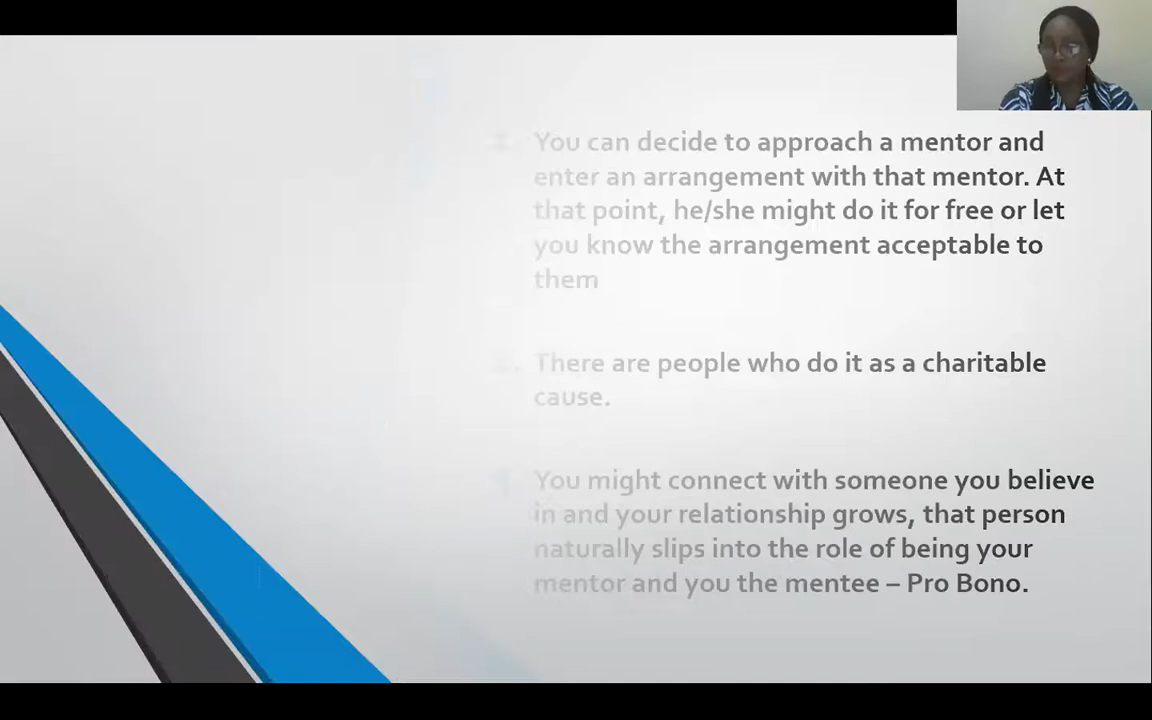 You can decide to approach a mentor and
enter an arrangement with that mentor. At
that point, he/she might do it for free or let
you know the arrangement acceptable to
them
There are people who do it as a charitable
cause.
You might connect with someone you believe
in and your relationship grows, that person
naturally slips into the role of being your
mentor and you the mentee – Pro Bono.